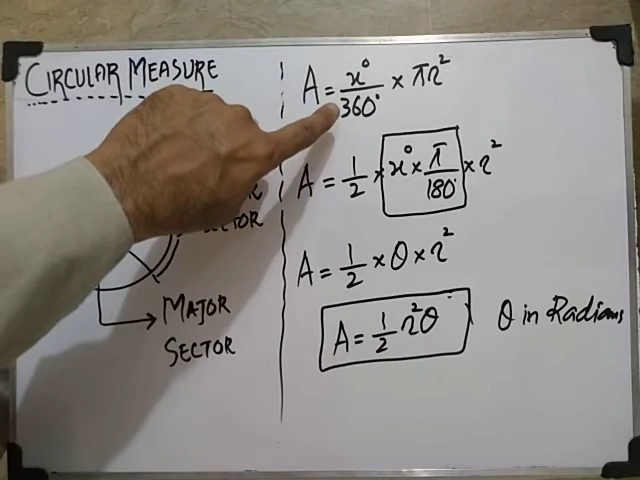 CIRCULAR MEASURE
SECTOR
MAJOR
SECTOR
A = x°/360° × πr²
A = 1/2 × x° × π/180° × r²
A = 1/2 × θ × r²
A = 1/2 r²θ
θ in Radians